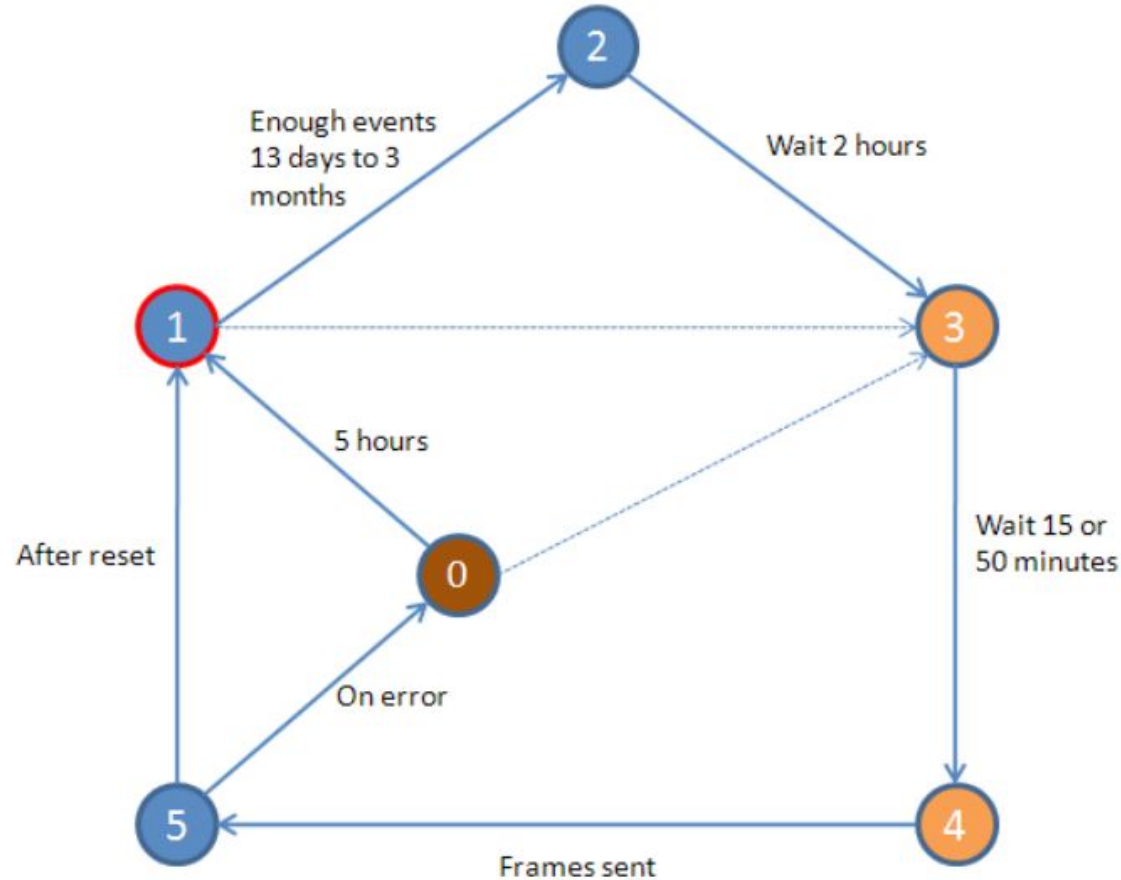 2
Enough events
13 days to 3
months
Wait 2 hours
1
3
5 hours
Wait 15 or
50 minutes
After reset
0
On error
5
4
Frames sent